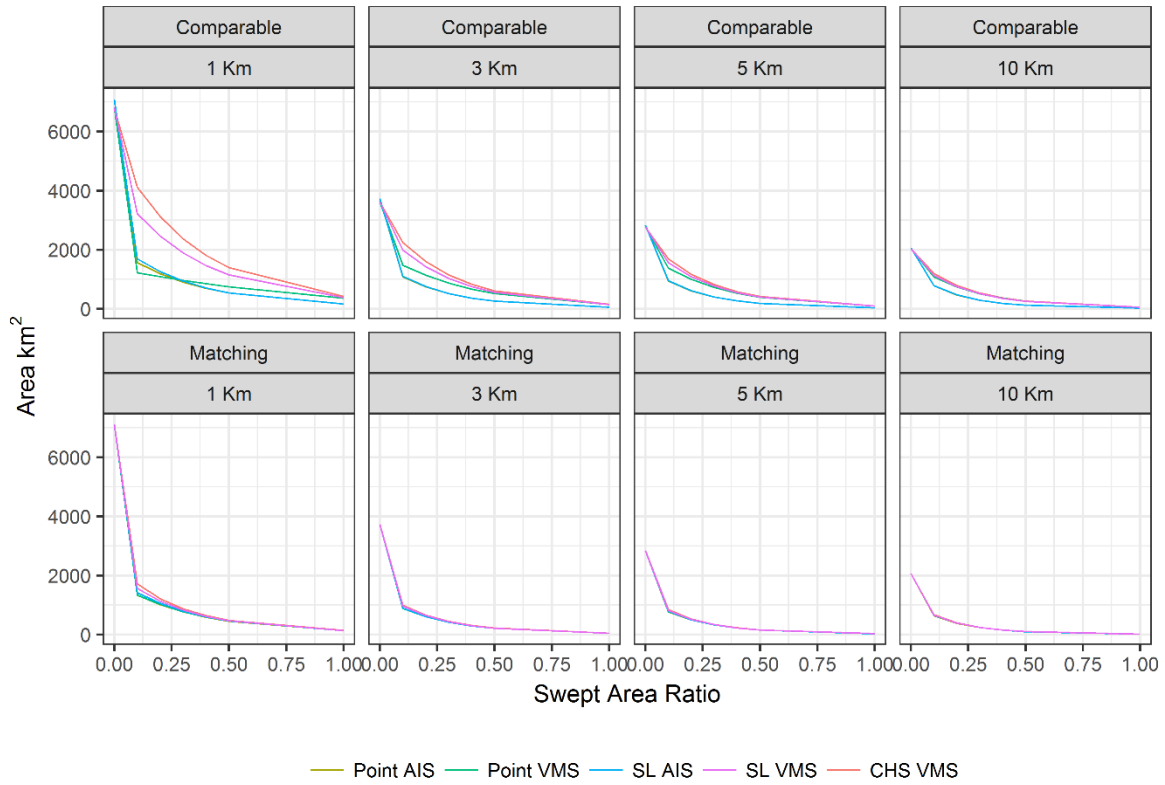 Comparable Comparable Comparable Comparable
1 Km 3 Km 5 Km 10 Km
6000
4000
2000
0
Area km²
Matching Matching Matching Matching
1 Km 3 Km 5 Km 10 Km
6000
4000
2000
0
0.00 0.25 0.50 0.75 1.00 0.00 0.25 0.50 0.75 1.00 0.00 0.25 0.50 0.75 1.00 0.00 0.25 0.50 0.75 1.00
Swept Area Ratio
Point AIS Point VMS SL AIS SL VMS CHS VMS